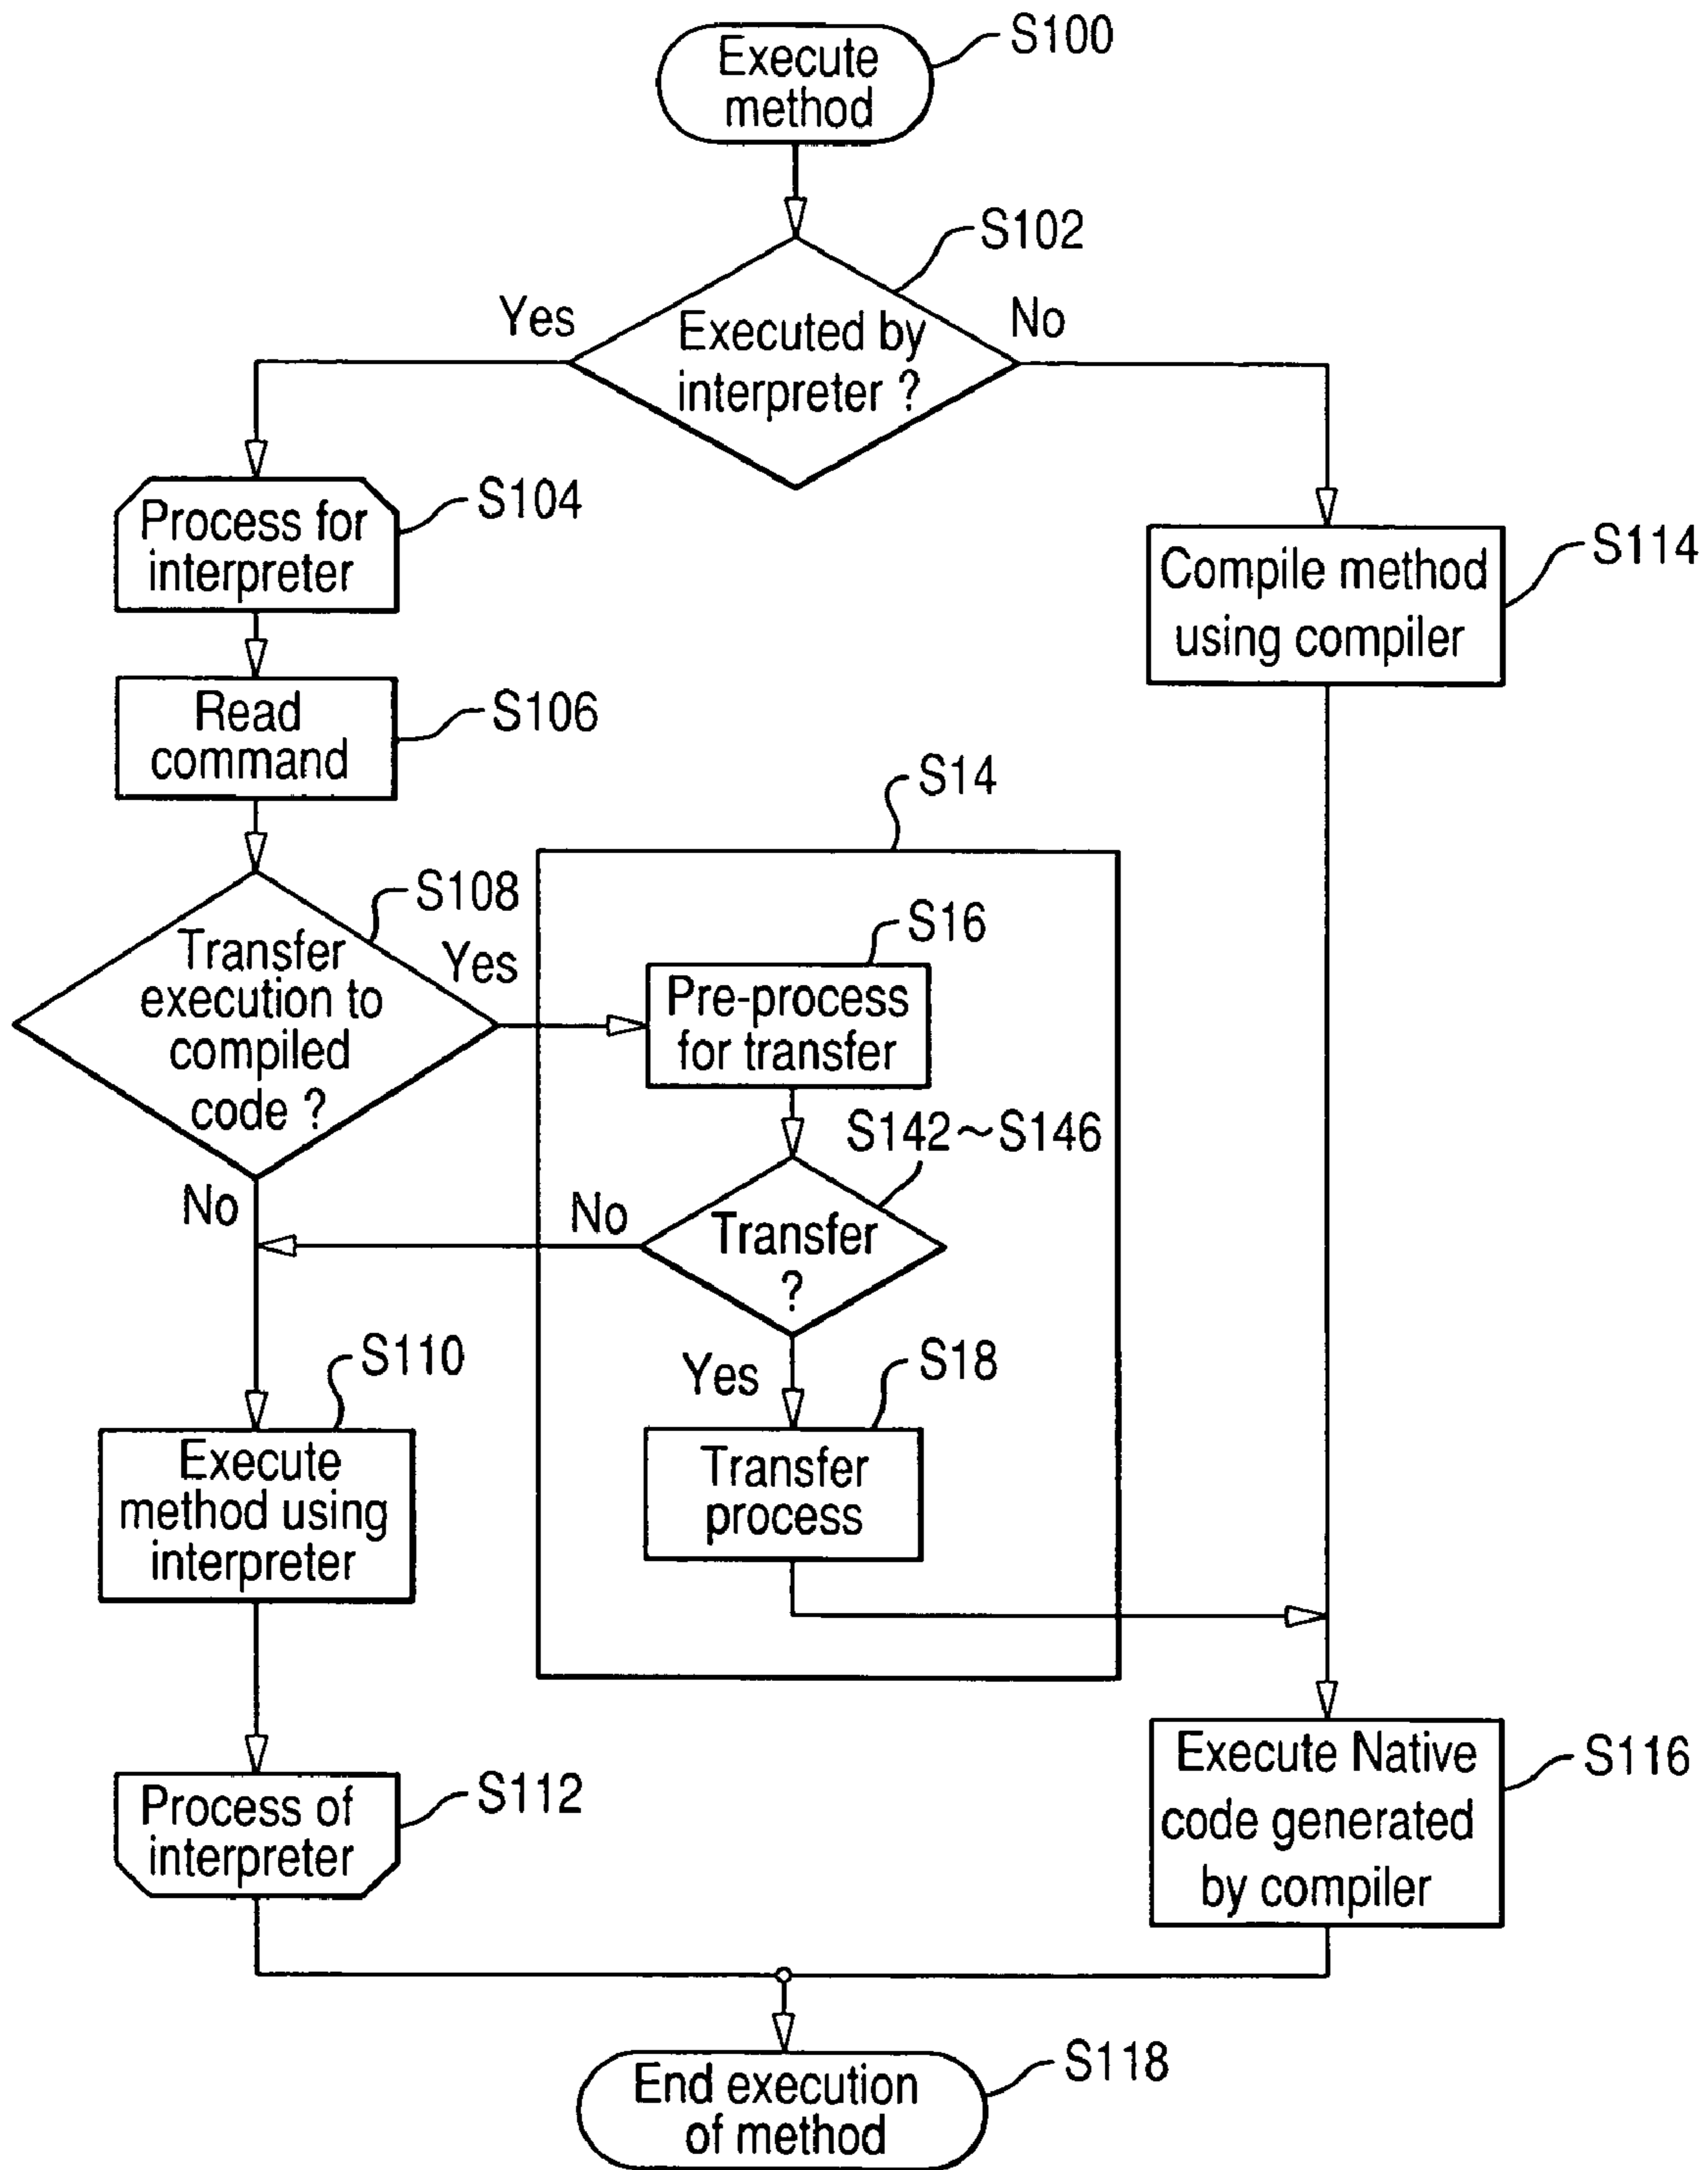 Execute
method
S100
S102
Yes
Executed by
interpreter ?
No
Process for
interpreter
S104
Compile method
using compiler
S114
Read
command
S106
S14
S108
Transfer
execution to
compiled
code ?
Yes
S16
Pre-process
for transfer
S142～S146
No
No
Transfer
?
S110
Yes
S18
Execute
method using
interpreter
Transfer
process
Process of
interpreter
S112
Execute Native
code generated
by compiler
S116
End execution
of method
S118